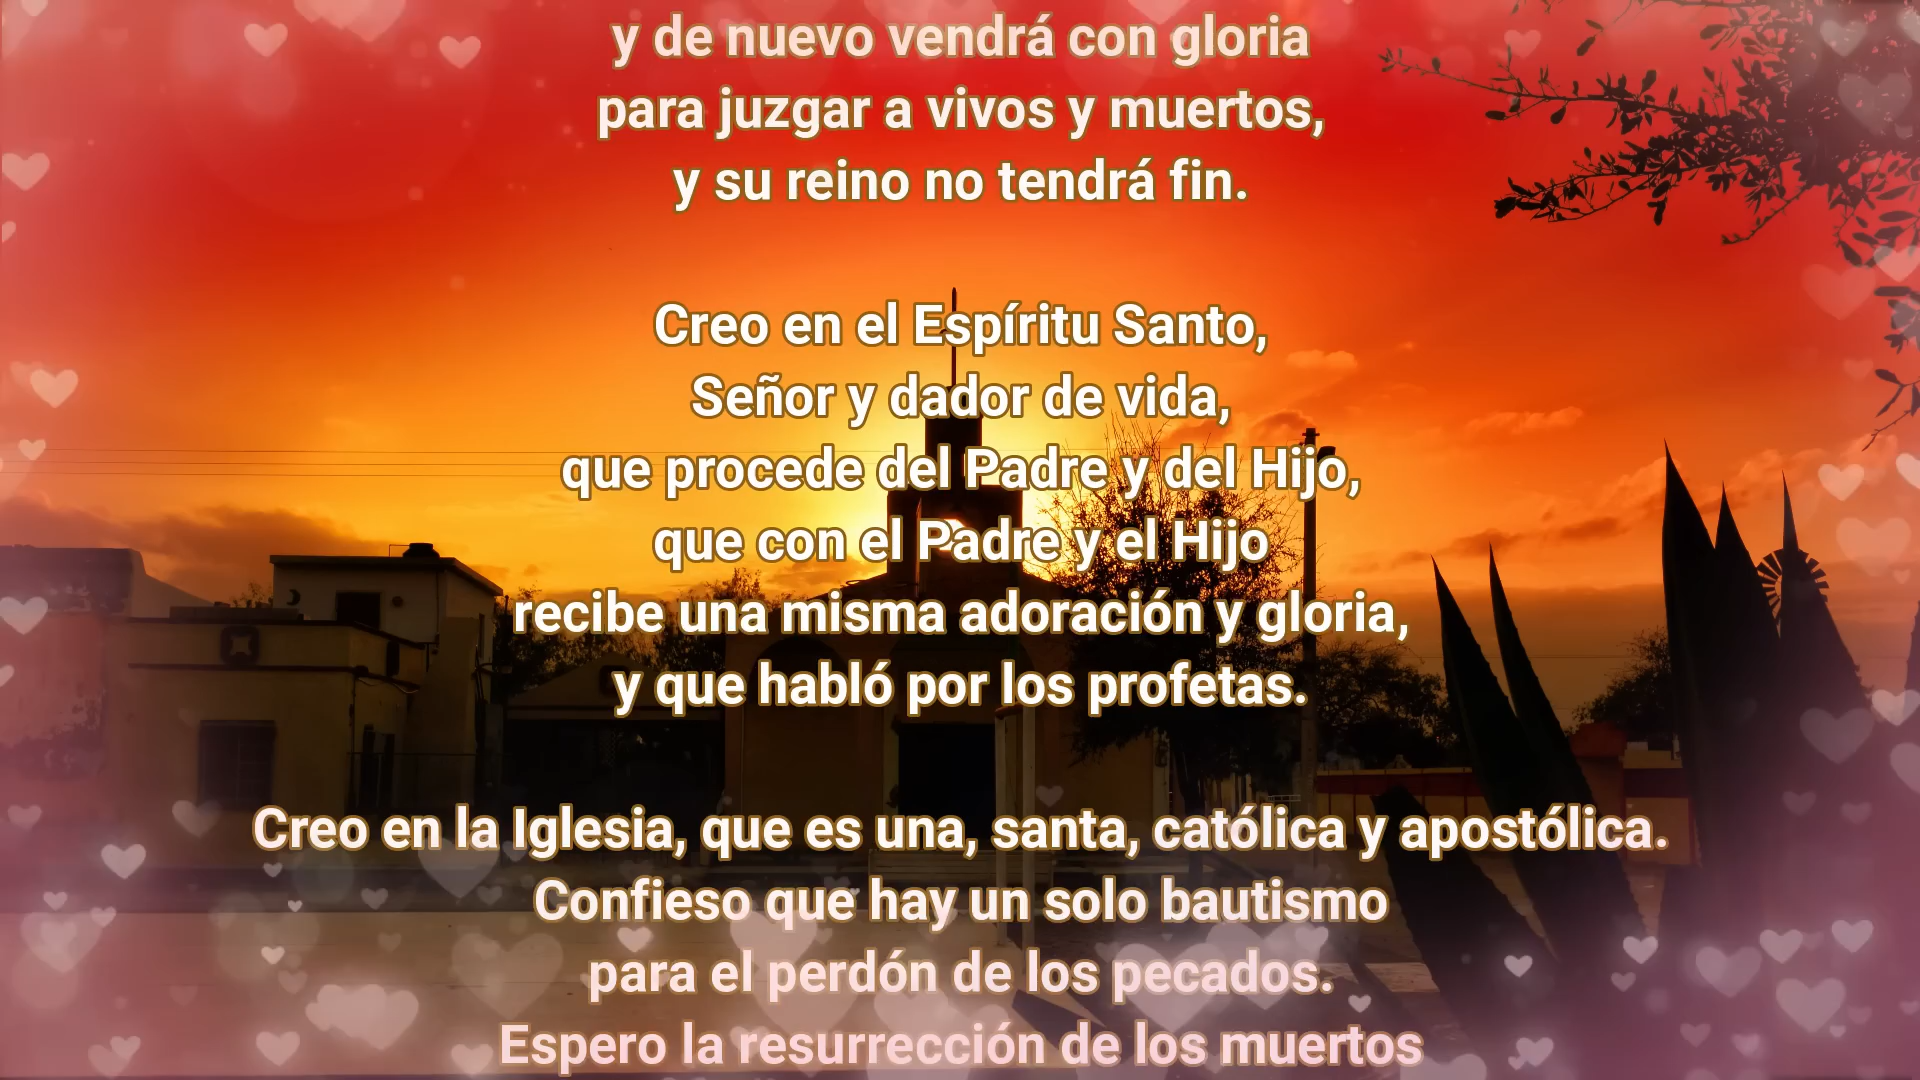 y de nuevo vendrá con gloria
para juzgar a vivos y muertos,
y su reino no tendrá fin.
Creo en el Espíritu Santo,
Señor y dador de vida,
que procede del Padre y del Hijo,
que con el Padre y el Hijo
recibe una misma adoración y gloria,
y que habló por los profetas.
Creo en la Iglesia, que es una, santa, católica y apostólica.
Confieso que hay un solo bautismo
para el perdón de los pecados.
Espero la resurrección de los muertos